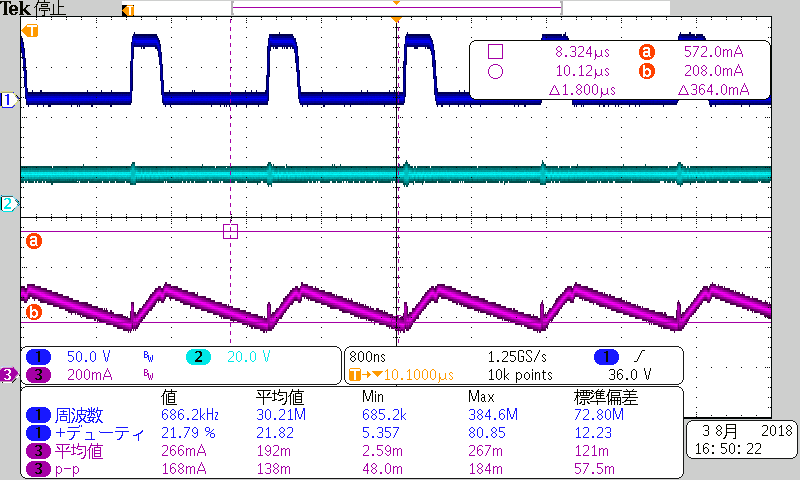 Tek 停止
T
T
8.324µs a 572.0mA
10.12µs b 208.0mA
△1.800µs △364.0mA
1
2
a
b
3
1 50.0 V BW 2 20.0 V
3 200mA BW
800ns 1.25GS/s 1
T→▼10.1000µs 10k points 36.0 V
値 平均値 Min Max 標準偏差
1 周波数 686.2kHz 30.21M 685.2k 384.6M 72.80M
1 +デューティ 21.79 % 21.82 5.357 80.85 12.23
3 平均値 266mA 192m 2.59m 267m 121m
3 p-p 168mA 138m 48.0m 184m 57.5m
3 8月 2018
16:50:22